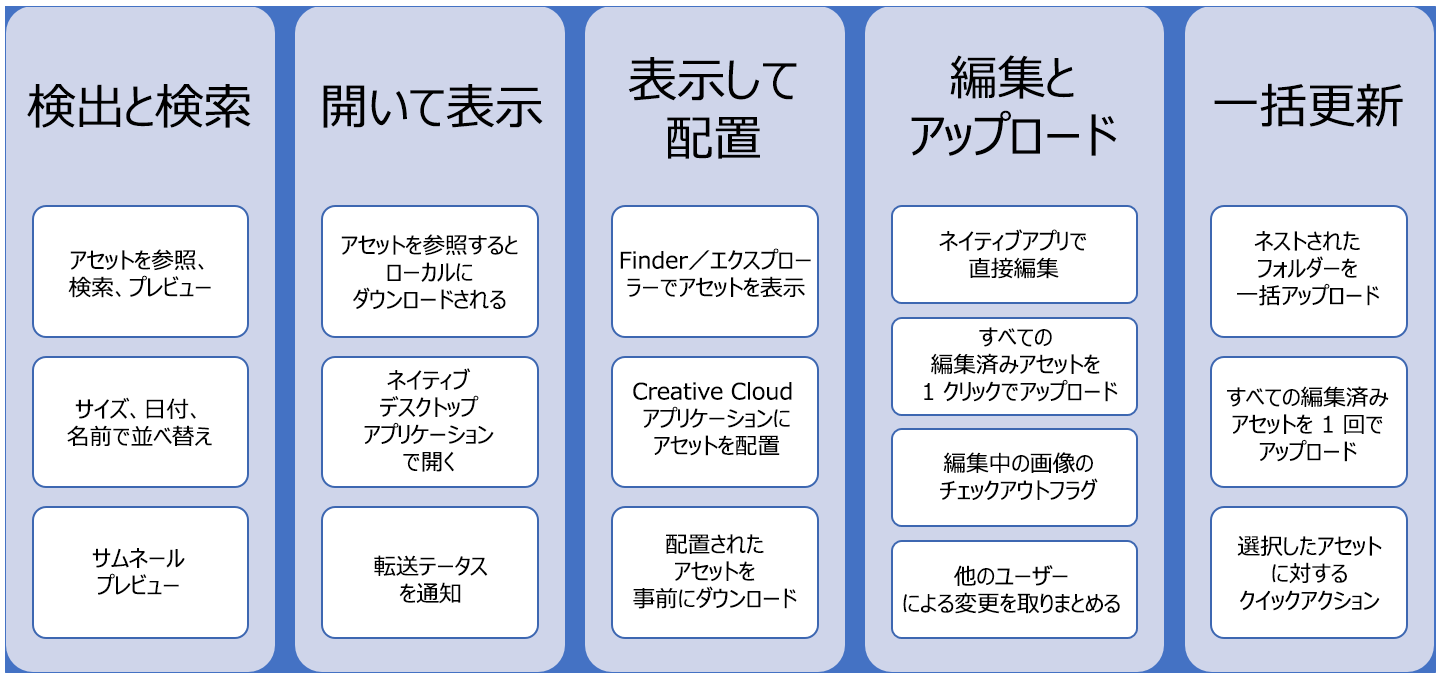 検出と検索
アセットを参照、
検索、プレビュー
サイズ、日付、
名前で並べ替え
サムネール
プレビュー
開いて表示
アセットを参照すると
ローカルに
ダウンロードされる
ネイティブ
デスクトップ
アプリケーション
で開く
転送テータス
を通知
表示して
配置
Finder／エクスプロー
ラーでアセットを表示
Creative Cloud
アプリケーションに
アセットを配置
配置された
アセットを
事前にダウンロード
編集と
アップロード
ネイティブアプリで
直接編集
すべての
編集済みアセットを
1 クリックでアップロード
編集中の画像の
チェックアウトフラグ
他のユーザー
による変更を取りまとめる
一括更新
ネストされた
フォルダーを
一括アップロード
すべての編集済み
アセットを 1 回で
アップロード
選択したアセット
に対する
クイックアクション